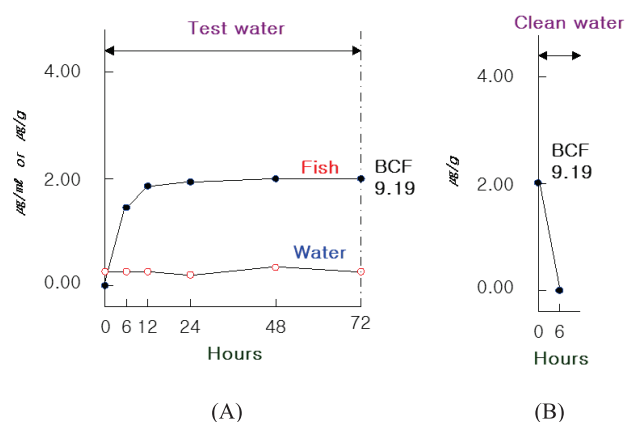 Test water
4.00
2.00
0.00
μg/㎖ or μg/g
Fish
BCF
9.19
Water
0 6 12 24 48 72
Hours
(A)
Clean water
4.00
2.00
0.00
μg/g
BCF
9.19
0 6
Hours
(B)